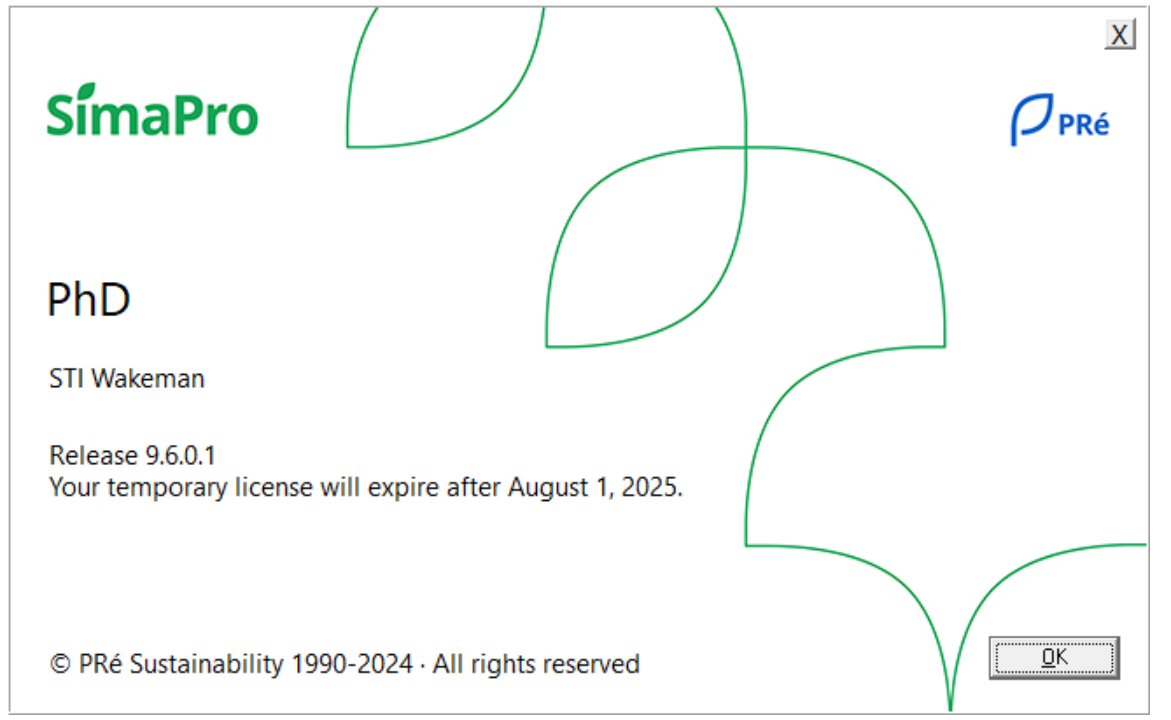 X
SimaPro
PRé
PhD
STI Wakeman
Release 9.6.0.1
Your temporary license will expire after August 1, 2025.
© PRé Sustainability 1990-2024 · All rights reserved
OK